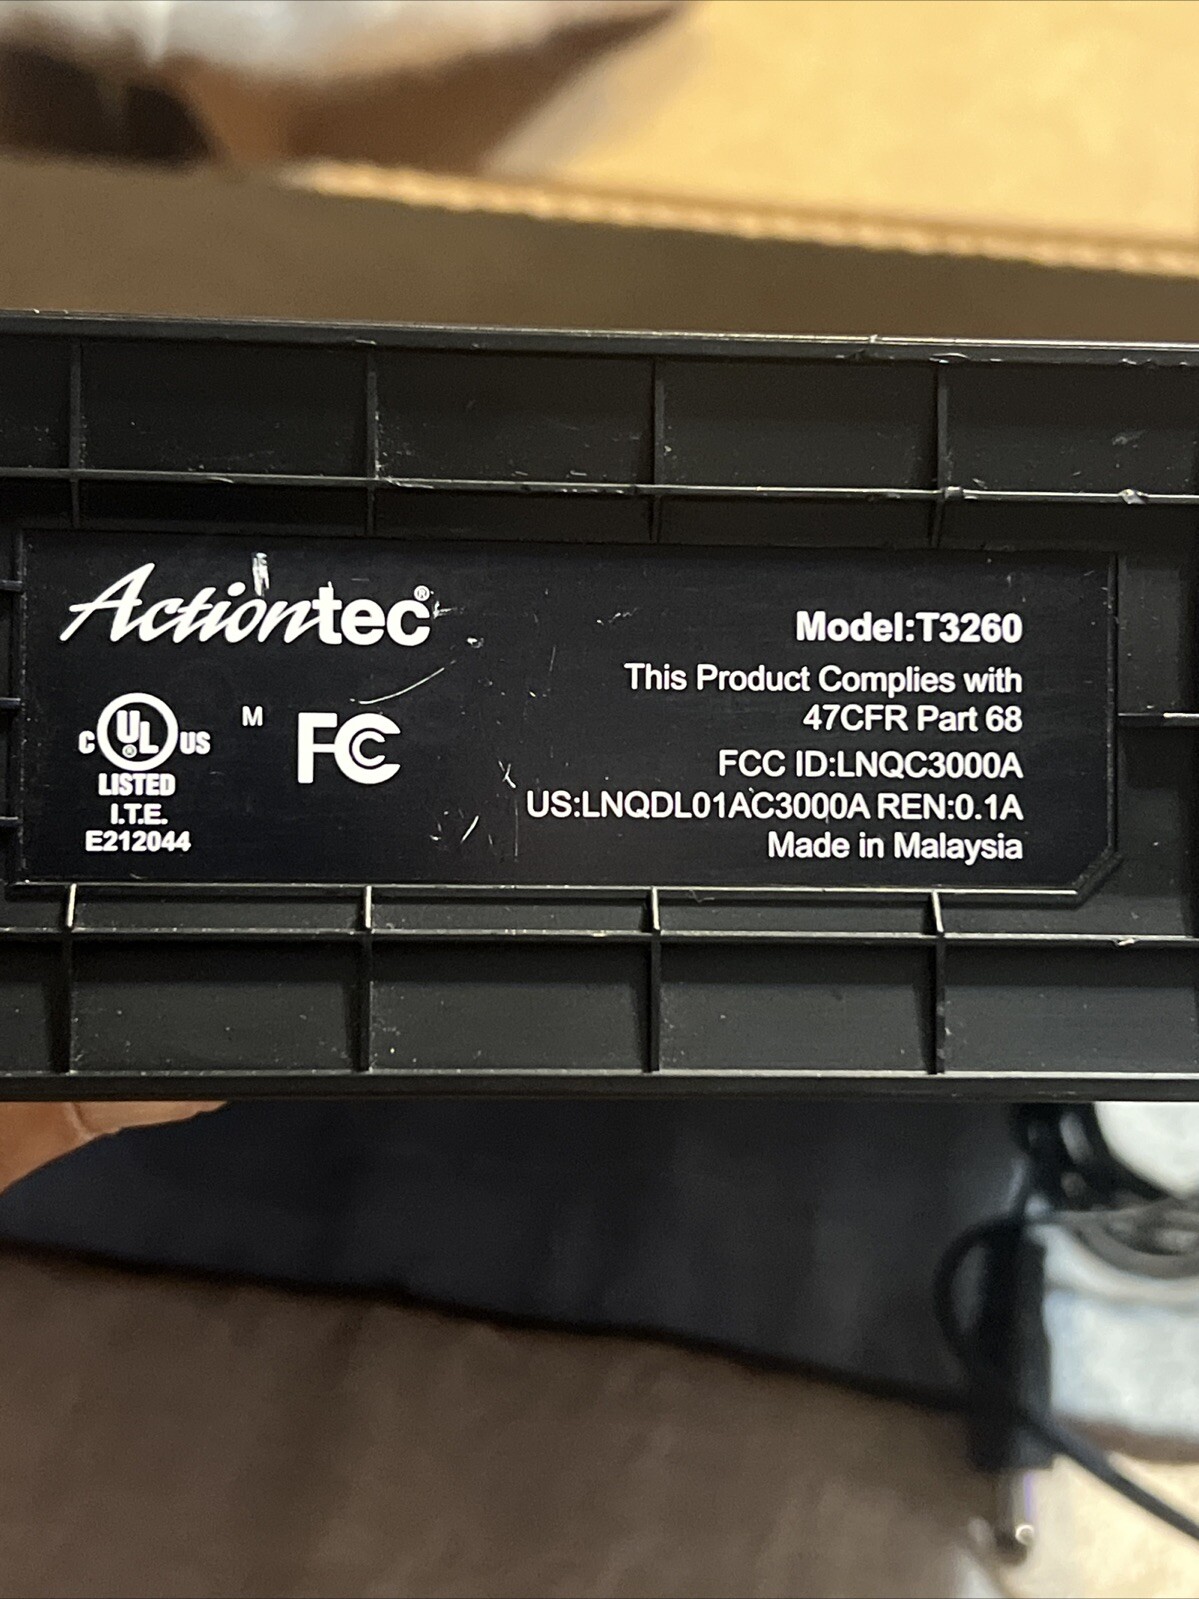 Actiontec®
Model:T3260
This Product Complies with
47CFR Part 68
FCC ID:LNQC3000A
US:LNQDL01AC3000A REN:0.1A
Made in Malaysia
C UL® US
LISTED
I.T.E.
E212044
M
FCC